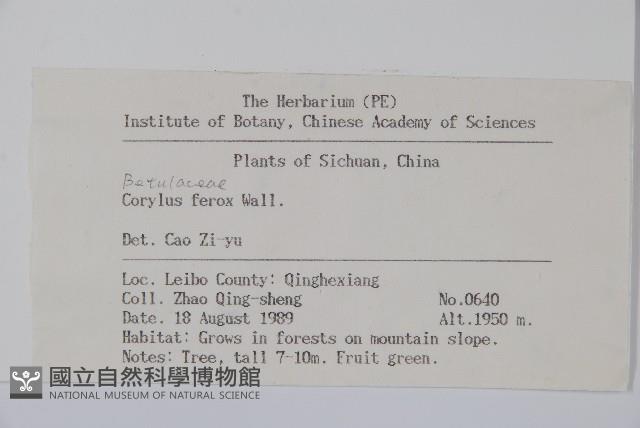 The Herbarium (PE)
Institute of Botany, Chinese Academy of Sciences
Plants of Sichuan, China
Betulaceae
Corylus ferox Wall.
Det. Cao Zi-yu
Loc. Leibo County: Qinghexiang
Coll. Zhao Qing-sheng No.0640
Date. 18 August 1989 Alt.1950 m.
Habitat: Grows in forests on mountain slope.
Notes: Tree, tall 7-10m. Fruit green.
國立自然科學博物館
NATIONAL MUSEUM OF NATURAL SCIENCE